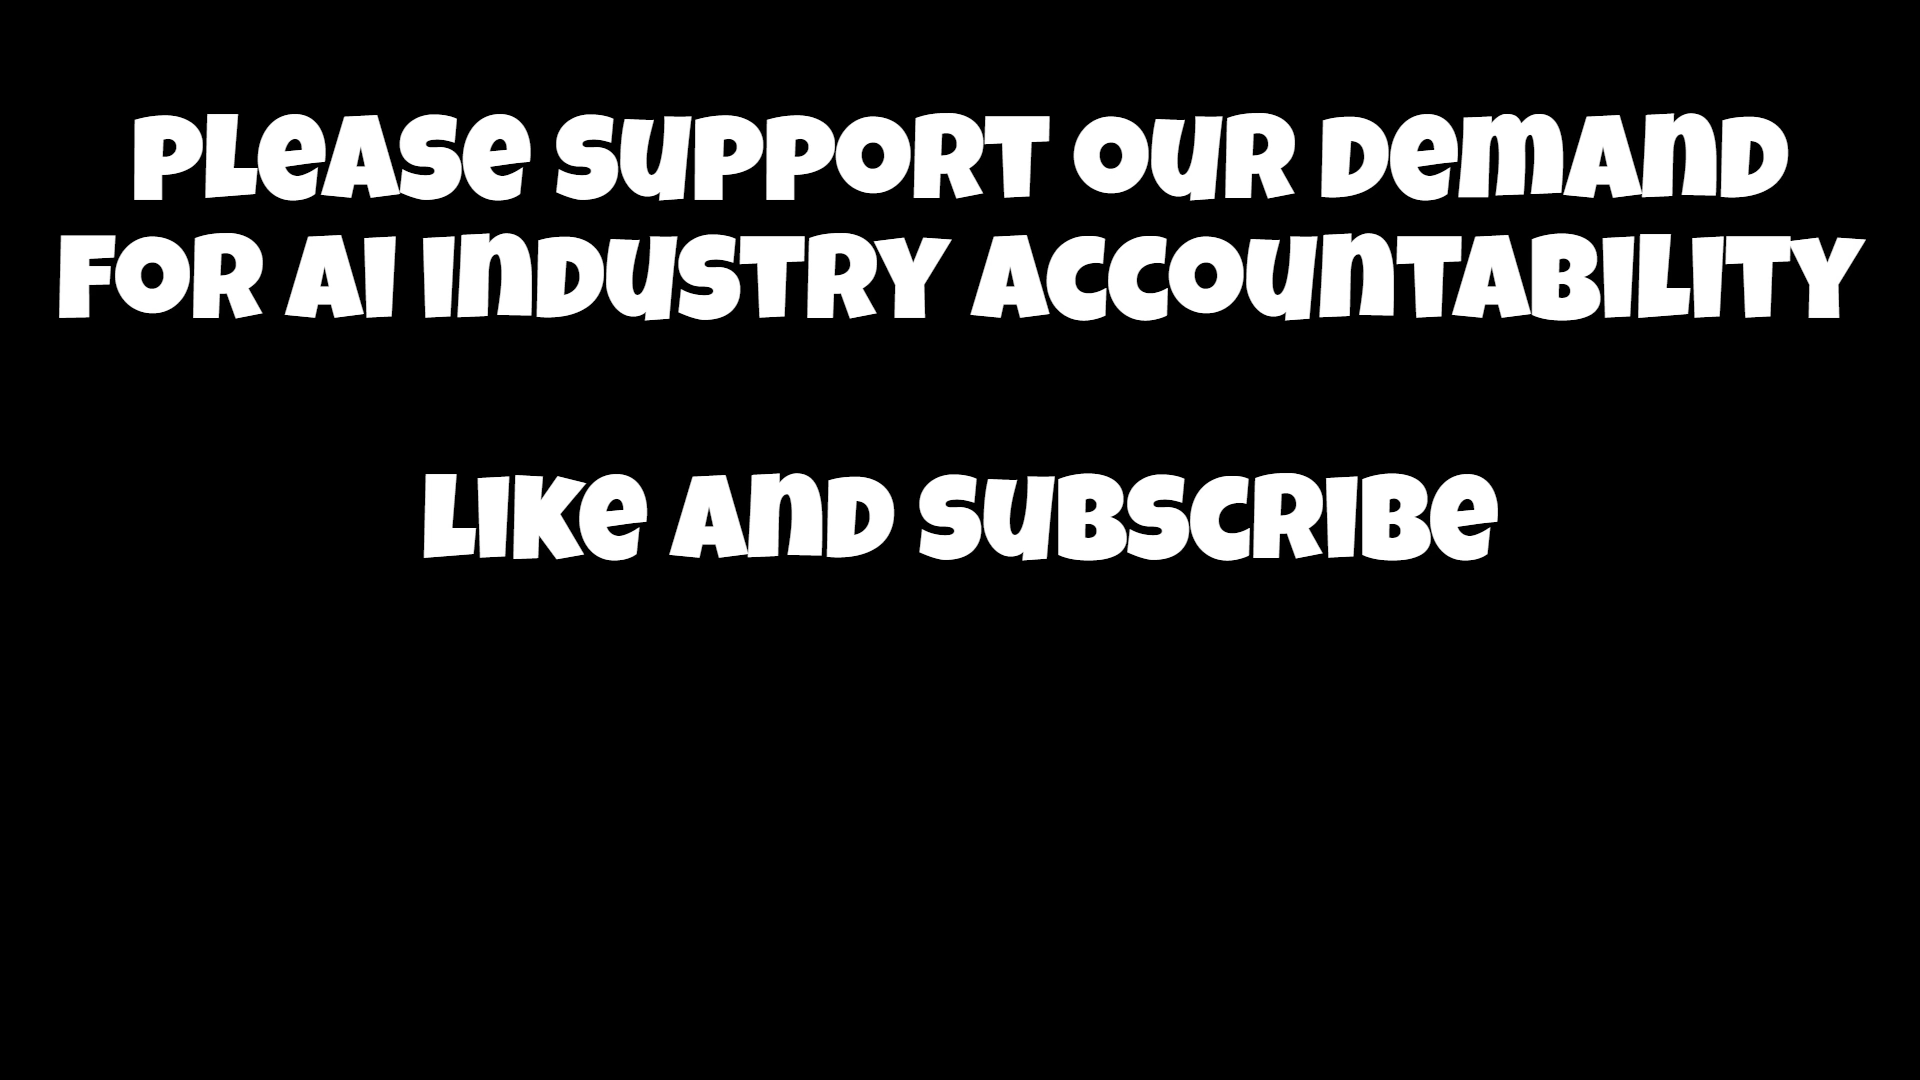 Please support our demand
for AI industry accountability
Like and subscribe